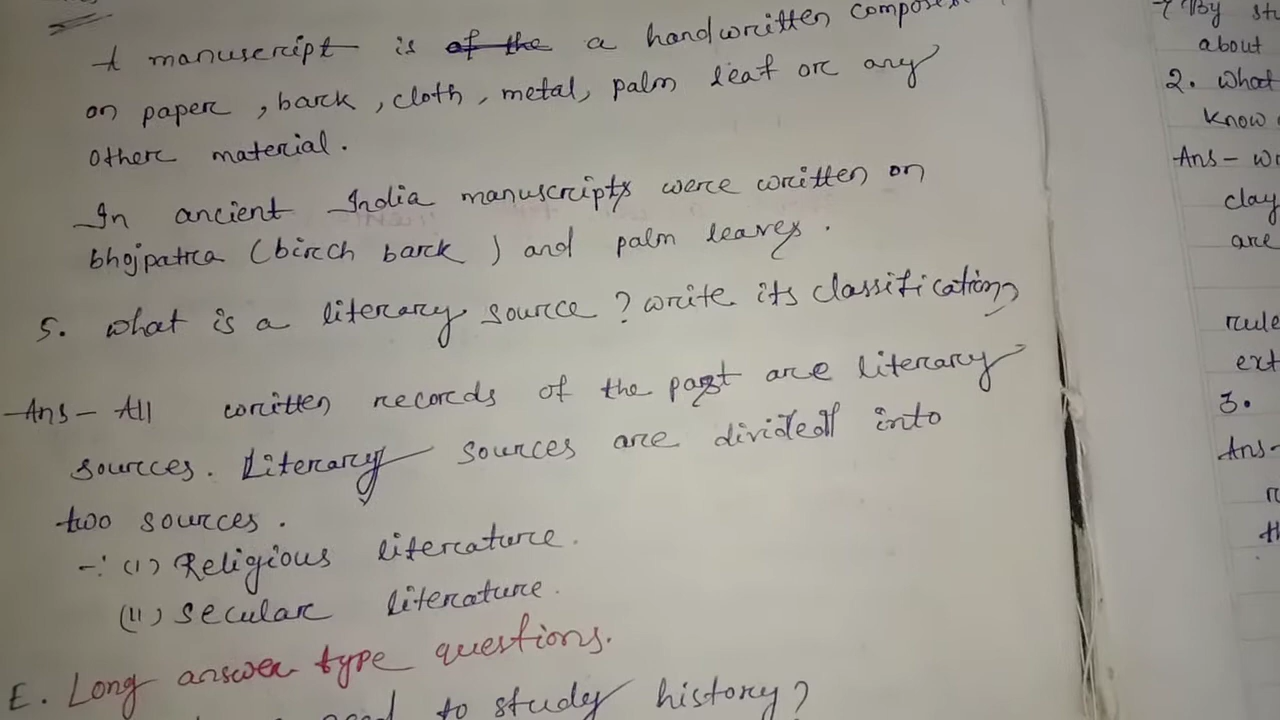 A manuscript is of the a handwritten
on paper, bark, cloth, metal, palm leaf or any
other material.
In ancient India manuscripts were written on
bhojpatra (birch bark) and palm leaves.
5. what is a literary source? write its classification?
Ans- All written records of the past are literary
sources. Literary sources are divided into
two sources.
-: (i) Religious literature.
(ii) secular literature.
E. Long answer type questions.
to study history?
By
about
2. what
know
Ans-
clay
are
rule
ext
3.
Ans-